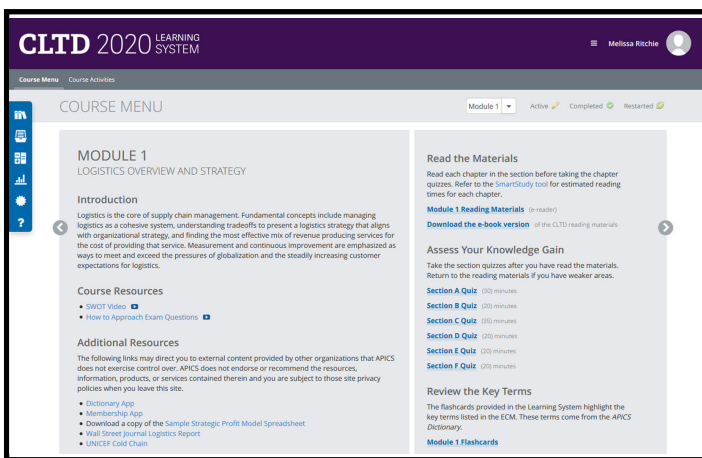 CLTD 2020 LEARNING SYSTEM
Melissa Ritchie
Course Menu Course Activities
COURSE MENU
Module 1
Active
Completed
Restarted
MODULE 1
LOGISTICS OVERVIEW AND STRATEGY
Introduction
Logistics is the core of supply chain management. Fundamental concepts include managing
logistics as a cohesive system, understanding tradeoffs to present a logistics strategy that aligns
with organizational strategy, and finding the most effective mix of revenue producing services for
the cost of providing that service. Measurement and continuous improvement are emphasized as
ways to meet and exceed the pressures of globalization and the steadily increasing customer
expectations for logistics.
Course Resources
• SWOT Video
• How to Approach Exam Questions
Additional Resources
The following links may direct you to external content provided by other organizations that APICS
does not exercise control over. APICS does not endorse or recommend the resources,
information, products, or services contained therein and you are subject to those site privacy
policies when you leave this site.
• Dictionary App
• Membership App
• Download a copy of the Sample Strategic Profit Model Spreadsheet
• Wall Street Journal Logistics Report
• UNICEF Cold Chain
Read the Materials
Read each chapter in the section before taking the chapter
quizzes. Refer to the SmartStudy tool for estimated reading
times for each chapter.
Module 1 Reading Materials (e-reader)
Download the e-book version of the CLTD reading materials
Assess Your Knowledge Gain
Take the section quizzes after you have read the materials.
Return to the reading materials if you have weaker areas.
Section A Quiz (30) minutes
Section B Quiz (20) minutes
Section C Quiz (35) minutes
Section D Quiz (20) minutes
Section E Quiz (20) minutes
Section F Quiz (20) minutes
Review the Key Terms
The flashcards provided in the Learning System highlight the
key terms listed in the ECM. These terms come from the APICS
Dictionary.
Module 1 Flashcards
?